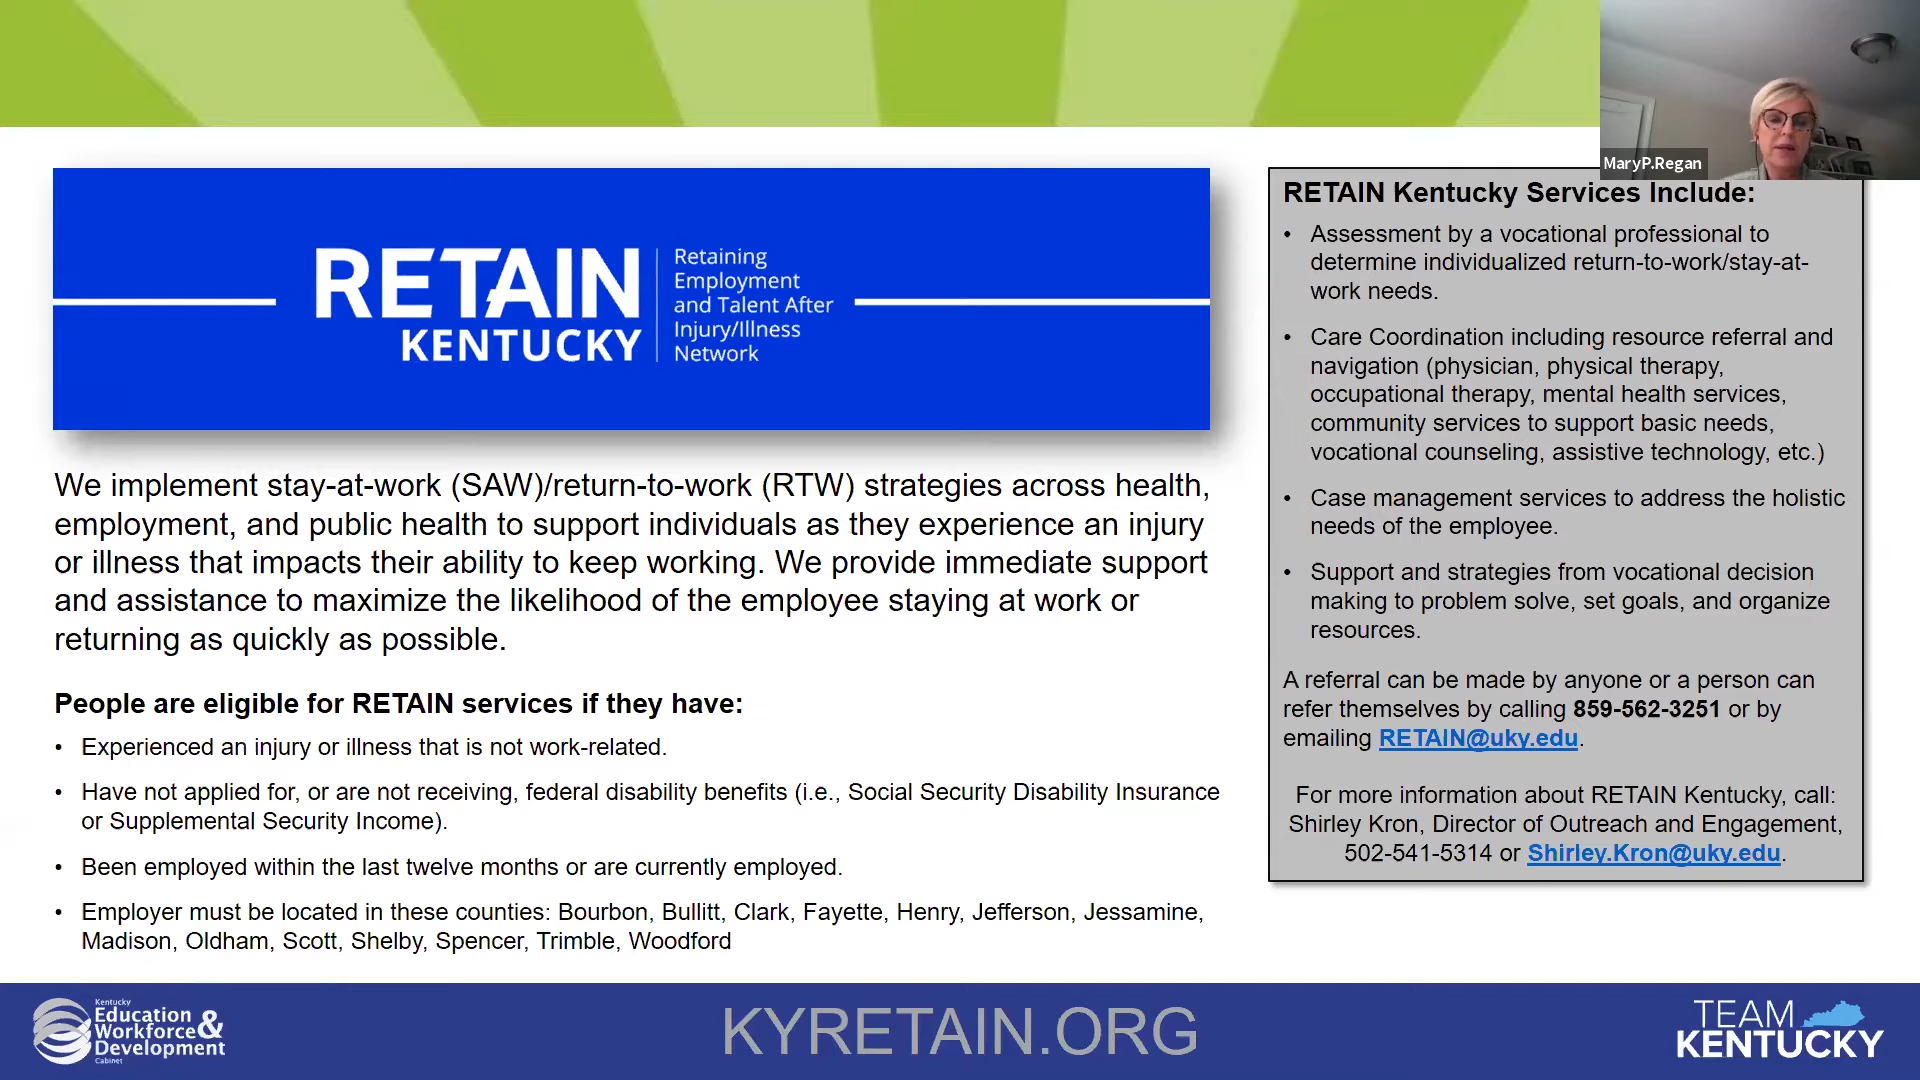 MaryP.Regan
RETAIN
KENTUCKY
Retaining
Employment
and Talent After
Injury/Illness
Network
We implement stay-at-work (SAW)/return-to-work (RTW) strategies across health,
employment, and public health to support individuals as they experience an injury
or illness that impacts their ability to keep working. We provide immediate support
and assistance to maximize the likelihood of the employee staying at work or
returning as quickly as possible.
People are eligible for RETAIN services if they have:
• Experienced an injury or illness that is not work-related.
• Have not applied for, or are not receiving, federal disability benefits (i.e., Social Security Disability Insurance
or Supplemental Security Income).
• Been employed within the last twelve months or are currently employed.
• Employer must be located in these counties: Bourbon, Bullitt, Clark, Fayette, Henry, Jefferson, Jessamine,
Madison, Oldham, Scott, Shelby, Spencer, Trimble, Woodford
RETAIN Kentucky Services Include:
• Assessment by a vocational professional to
determine individualized return-to-work/stay-at-
work needs.
• Care Coordination including resource referral and
navigation (physician, physical therapy,
occupational therapy, mental health services,
community services to support basic needs,
vocational counseling, assistive technology, etc.)
• Case management services to address the holistic
needs of the employee.
• Support and strategies from vocational decision
making to problem solve, set goals, and organize
resources.
A referral can be made by anyone or a person can
refer themselves by calling 859-562-3251 or by
emailing RETAIN@uky.edu.
For more information about RETAIN Kentucky, call:
Shirley Kron, Director of Outreach and Engagement,
502-541-5314 or Shirley.Kron@uky.edu.
Kentucky
Education &
Workforce
Development
Cabinet
KYRETAIN.ORG
TEAM
KENTUCKY